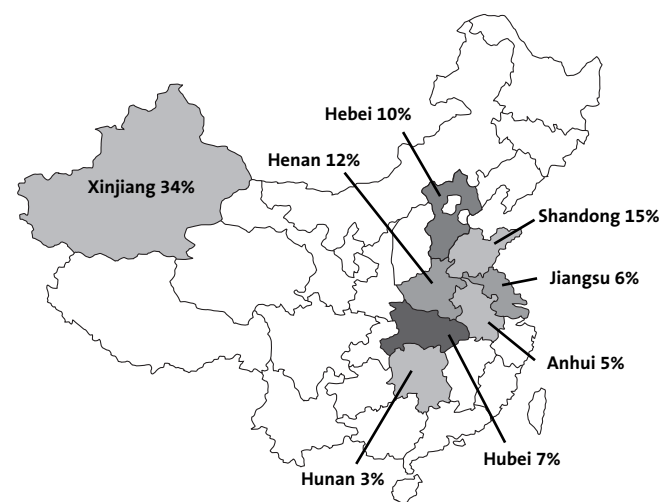 Hebei 10%
Henan 12%
Xinjiang 34%
Shandong 15%
Jiangsu 6%
Anhui 5%
Hubei 7%
Hunan 3%